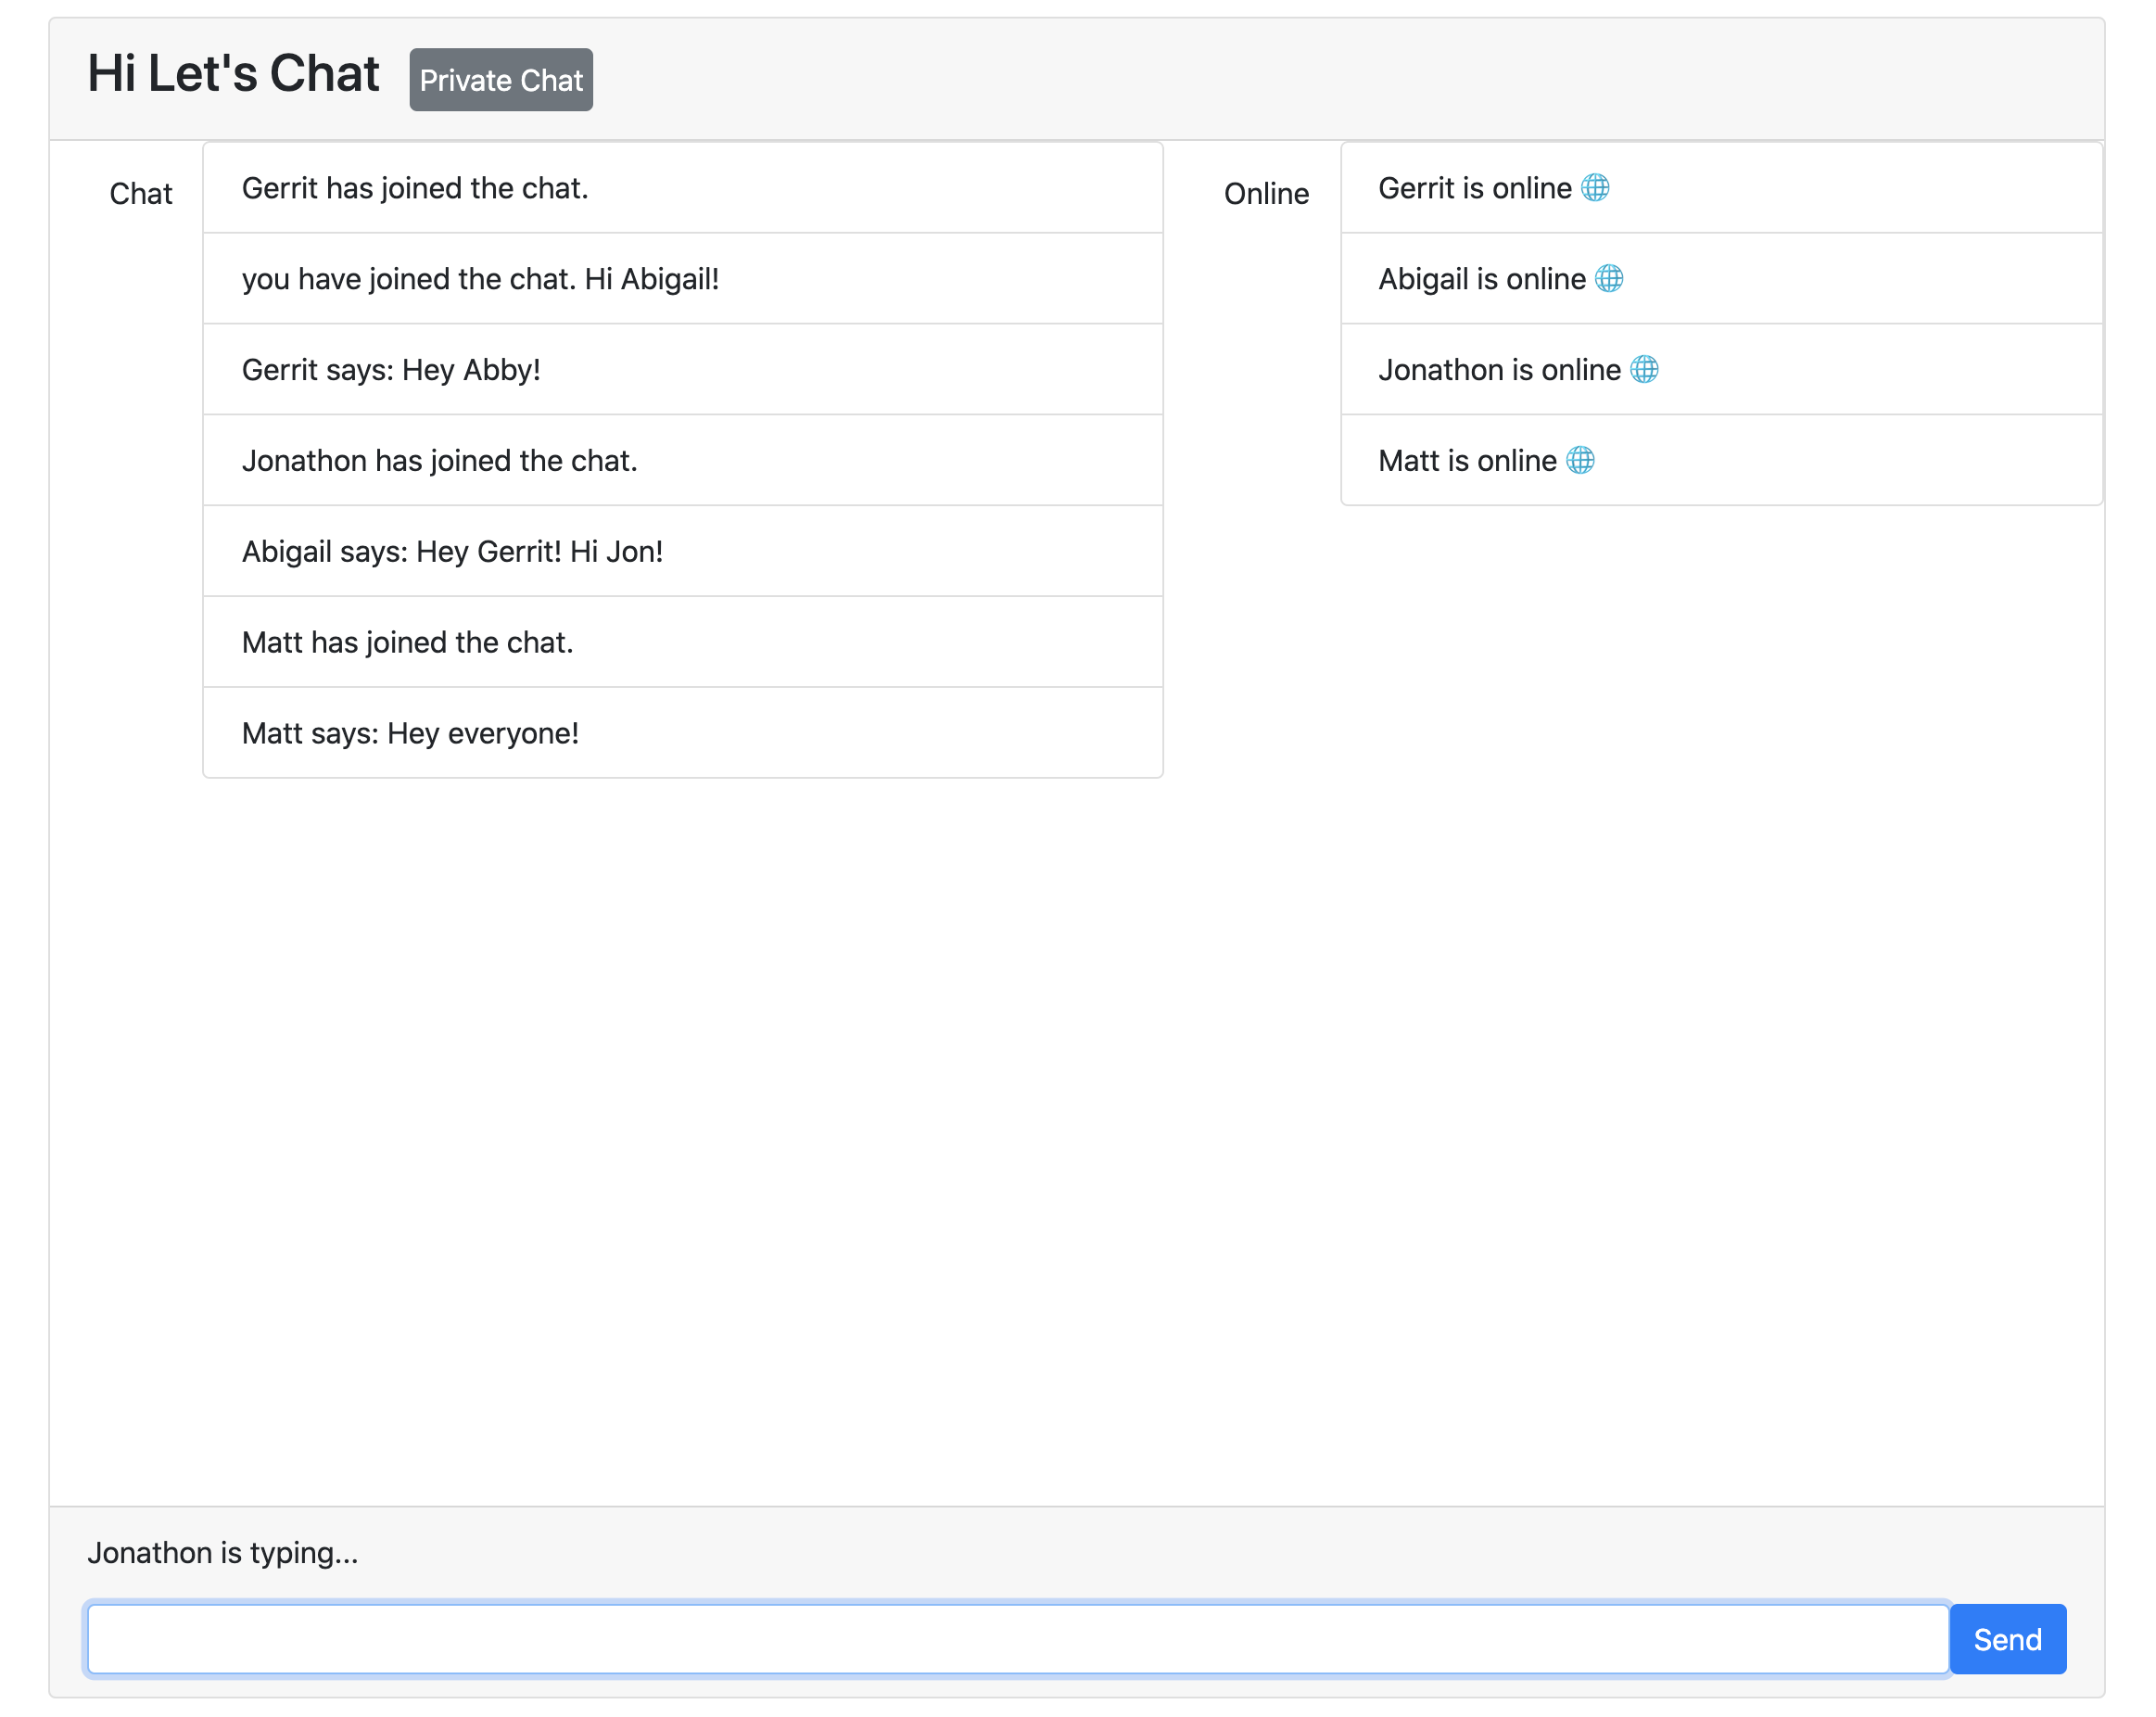 Hi Let's Chat
Private Chat
Chat
Gerrit has joined the chat.
you have joined the chat. Hi Abigail!
Gerrit says: Hey Abby!
Jonathon has joined the chat.
Abigail says: Hey Gerrit! Hi Jon!
Matt has joined the chat.
Matt says: Hey everyone!
Online
Gerrit is online 🌐
Abigail is online 🌐
Jonathon is online 🌐
Matt is online 🌐
Jonathon is typing...
Send